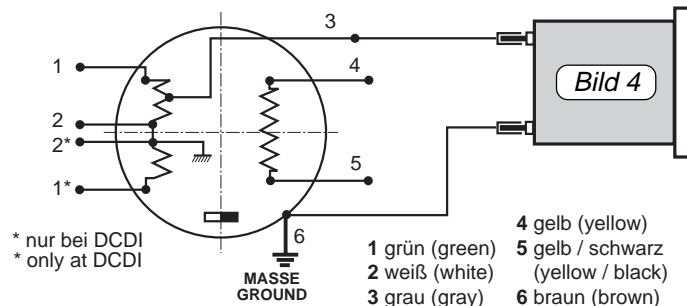 3
1
4
Bild 4
2
2*
1*
5
6
* nur bei DCDI
* only at DCDI
MASSE
GROUND
1 grün (green)
2 weiß (white)
3 grau (gray)
4 gelb (yellow)
5 gelb / schwarz
(yellow / black)
6 braun (brown)